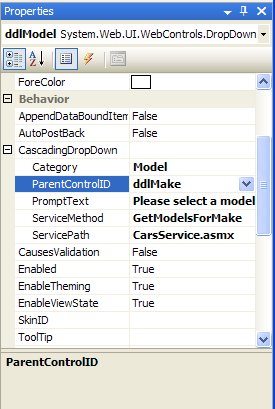 Properties
ddlModel System.Web.UI.WebControls.DropDown
ForeColor
Behavior
AppendDataBoundItem False
AutoPostBack False
CascadingDropDown
Category Model
ParentControlID ddlMake
PromptText Please select a model
ServiceMethod GetModelsForMake
ServicePath CarsService.asmx
CausesValidation False
Enabled True
EnableTheming True
EnableViewState True
SkinID
ToolTip
ParentControlID